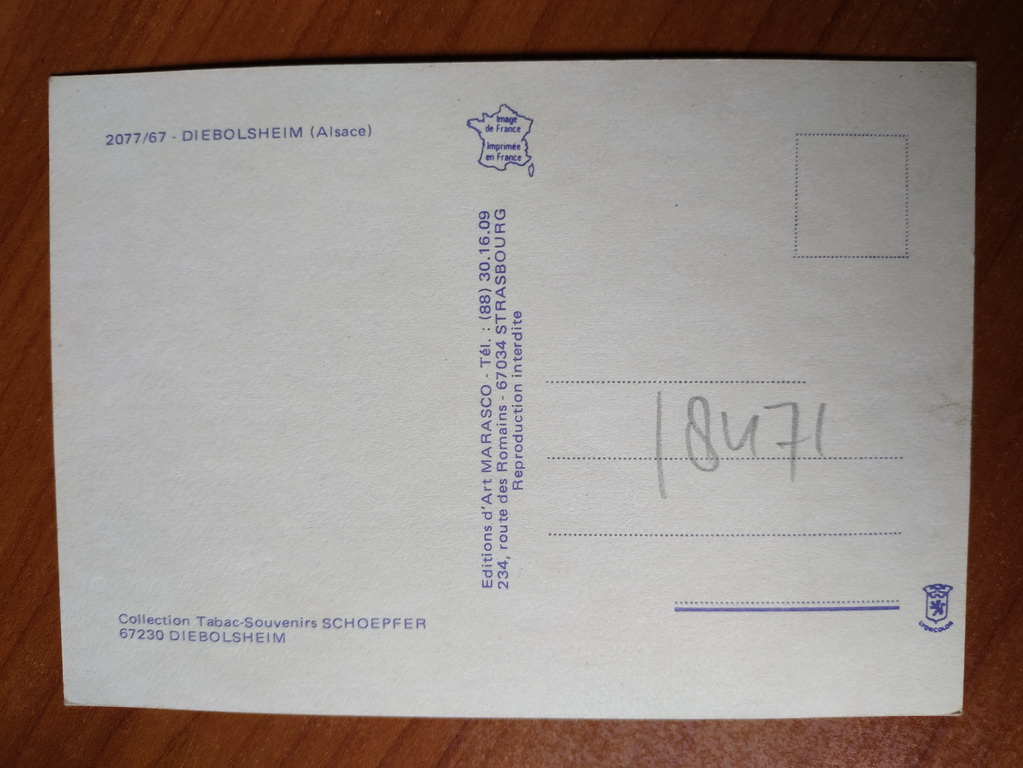 2077/67 - DIEBOLSHEIM (Alsace)
Image
de France
Imprimée
en France
Editions d'Art MARASCO - Tél. : (88) 30.16.09
234, route des Romains - 67034 STRASBOURG
Reproduction interdite
18471
Collection Tabac-Souvenirs SCHOEPFER
67230 DIEBOLSHEIM
LYONCOLOR